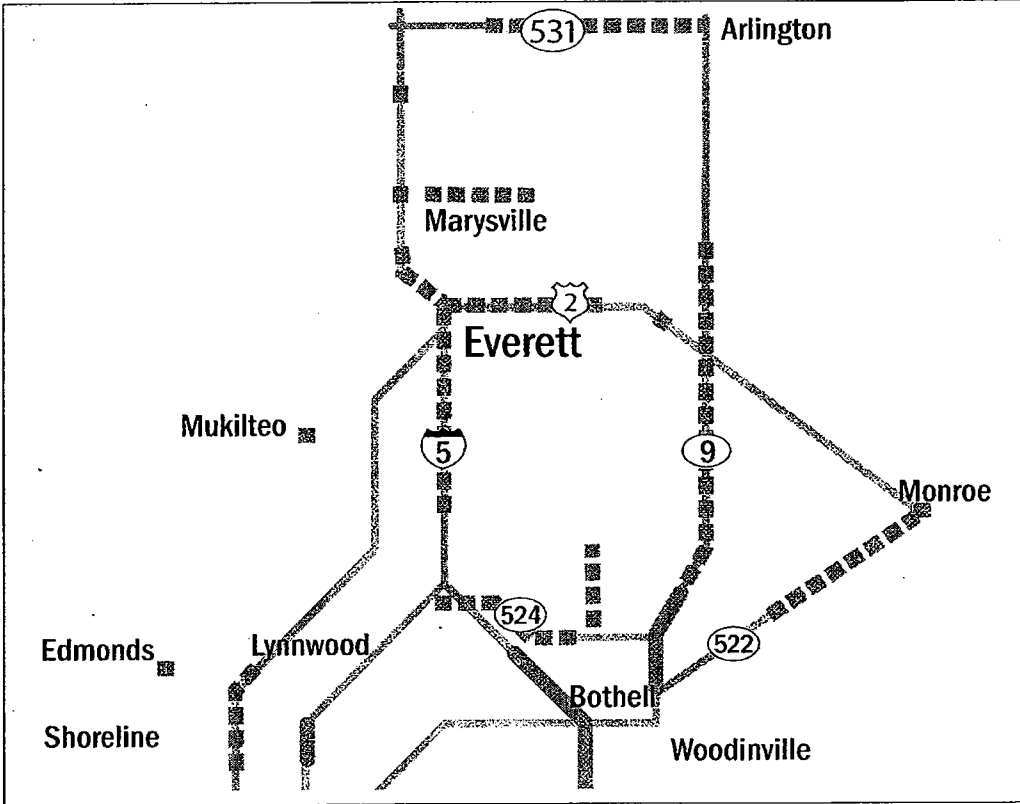 531
Arlington
Marysville
2
Everett
Mukilteo
5
9
Monroe
524
Edmonds
Lynnwood
522
Bothell
Shoreline
Woodinville